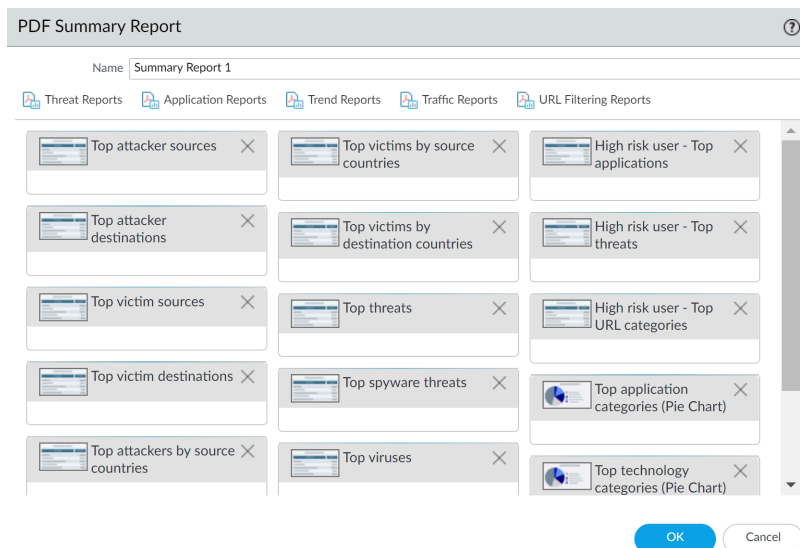 PDF Summary Report
?
Name Summary Report 1
Threat Reports Application Reports Trend Reports Traffic Reports URL Filtering Reports
Top attacker sources
Top attacker
destinations
Top victim sources
Top victim destinations
Top attackers by source
countries
Top victims by source
countries
Top victims by
destination countries
Top threats
Top spyware threats
Top viruses
High risk user - Top
applications
High risk user - Top
threats
High risk user - Top
URL categories
Top application
categories (Pie Chart)
Top technology
categories (Pie Chart)
OK Cancel